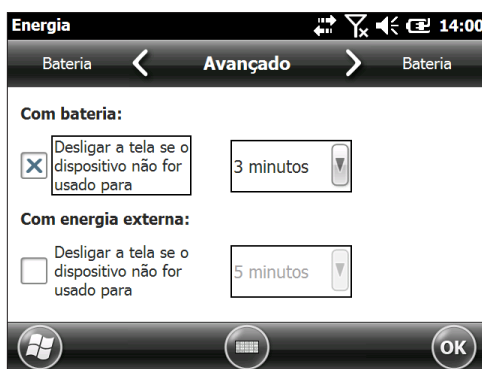 Energia 14:00
Bateria Avançado Bateria
Com bateria:
Desligar a tela se o
dispositivo não for
usado para
3 minutos
Com energia externa:
Desligar a tela se o
dispositivo não for
usado para
5 minutos
OK